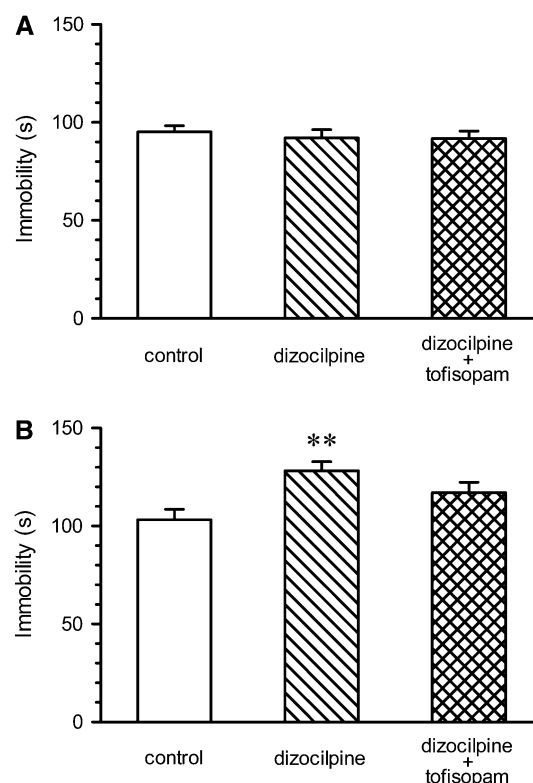 A
150
100
50
0
Immobility (s)
control
dizocilpine
dizocilpine
+
tofisopam
B
150
**
100
50
0
Immobility (s)
control
dizocilpine
dizocilpine
+
tofisopam